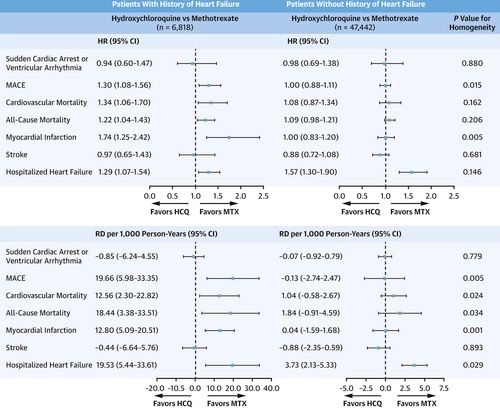 Patients With History of Heart Failure
Patients Without History of Heart Failure
Hydroxychloroquine vs Methotrexate
(n = 6,818)
Hydroxychloroquine vs Methotrexate
(n = 47,442)
P Value for
Homogeneity
HR (95% CI)
HR (95% CI)
Sudden Cardiac Arrest or
Ventricular Arrhythmia
0.94 (0.60-1.47)
0.98 (0.69-1.38)
0.880
MACE 1.30 (1.08-1.56) 1.00 (0.88-1.11) 0.015
Cardiovascular Mortality 1.34 (1.06-1.70) 1.08 (0.87-1.34) 0.162
All-Cause Mortality 1.22 (1.04-1.43) 1.09 (0.98-1.21) 0.206
Myocardial Infarction 1.74 (1.25-2.42) 1.00 (0.83-1.20) 0.005
Stroke 0.97 (0.65-1.43) 0.88 (0.72-1.08) 0.681
Hospitalized Heart Failure 1.29 (1.07-1.54) 1.57 (1.30-1.90) 0.146
0.0 0.5 1.0 1.5 2.0 2.5
0.0 0.5 1.0 1.5 2.0 2.5
Favors HCQ Favors MTX
Favors HCQ Favors MTX
RD per 1,000 Person-Years (95% CI)
RD per 1,000 Person-Years (95% CI)
Sudden Cardiac Arrest or
Ventricular Arrhythmia
-0.85 (-6.24-4.55)
-0.07 (-0.92-0.79)
0.779
MACE 19.66 (5.98-33.35) -0.13 (-2.74-2.47) 0.005
Cardiovascular Mortality 12.56 (2.30-22.82) 1.04 (-0.58-2.67) 0.024
All-Cause Mortality 18.44 (3.38-33.51) 1.84 (-0.91-4.59) 0.034
Myocardial Infarction 12.80 (5.09-20.51) 0.04 (-1.59-1.68) 0.001
Stroke -0.44 (-6.64-5.76) -0.88 (-2.35-0.59) 0.893
Hospitalized Heart Failure 19.53 (5.44-33.61) 3.73 (2.13-5.33) 0.029
-20.0 -10.0 0.0 10.0 20.0 30.0 40.0
-5.0 -2.5 0.0 2.5 5.0 7.5
Favors HCQ Favors MTX
Favors HCQ Favors MTX